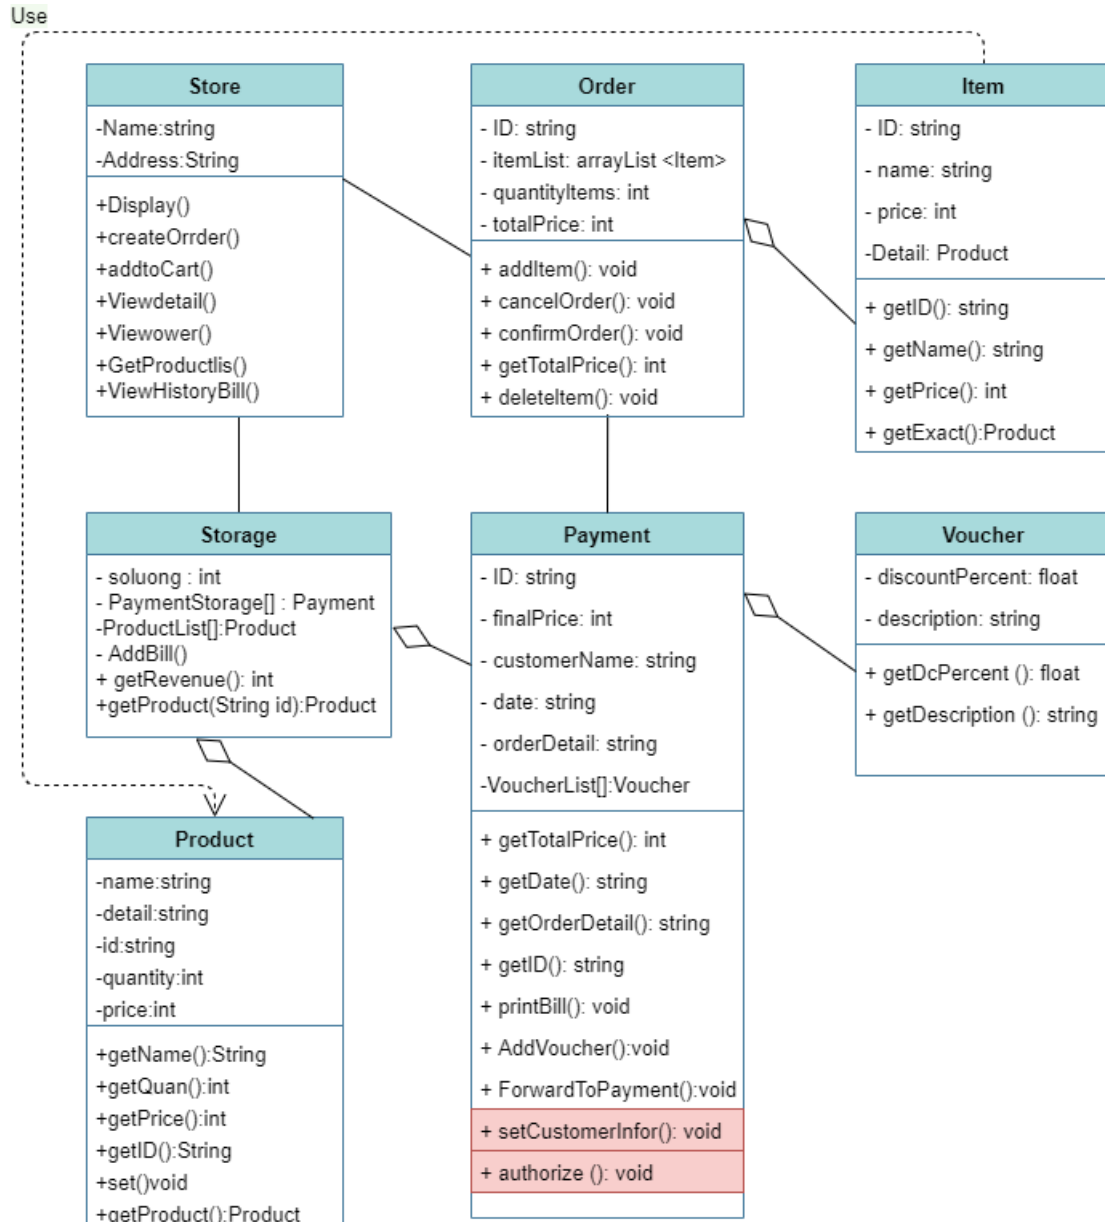 Use
Store
-Name:string
-Address:String
+Display()
+createOrrder()
+addtoCart()
+Viewdetail()
+Viewower()
+GetProductlis()
+ViewHistoryBill()
Order
- ID: string
- itemList: arrayList <Item>
- quantityItems: int
- totalPrice: int
+ addItem(): void
+ cancelOrder(): void
+ confirmOrder(): void
+ getTotalPrice(): int
+ deleteItem(): void
Item
- ID: string
- name: string
- price: int
-Detail: Product
+ getID(): string
+ getName(): string
+ getPrice(): int
+ getExact():Product
Storage
- soluong : int
- PaymentStorage[] : Payment
-ProductList[]:Product
- AddBill()
+ getRevenue(): int
+getProduct(String id):Product
Payment
- ID: string
- finalPrice: int
- customerName: string
- date: string
- orderDetail: string
-VoucherList[]:Voucher
+ getTotalPrice(): int
+ getDate(): string
+ getOrderDetail(): string
+ getID(): string
+ printBill(): void
+ AddVoucher():void
+ ForwardToPayment():void
+ setCustomerInfor(): void
+ authorize (): void
Voucher
- discountPercent: float
- description: string
+ getDcPercent (): float
+ getDescription (): string
Product
-name:string
-detail:string
-id:string
-quantity:int
-price:int
+getName():String
+getQuan():int
+getPrice():int
+getID():String
+set()void
+getProduct():Product